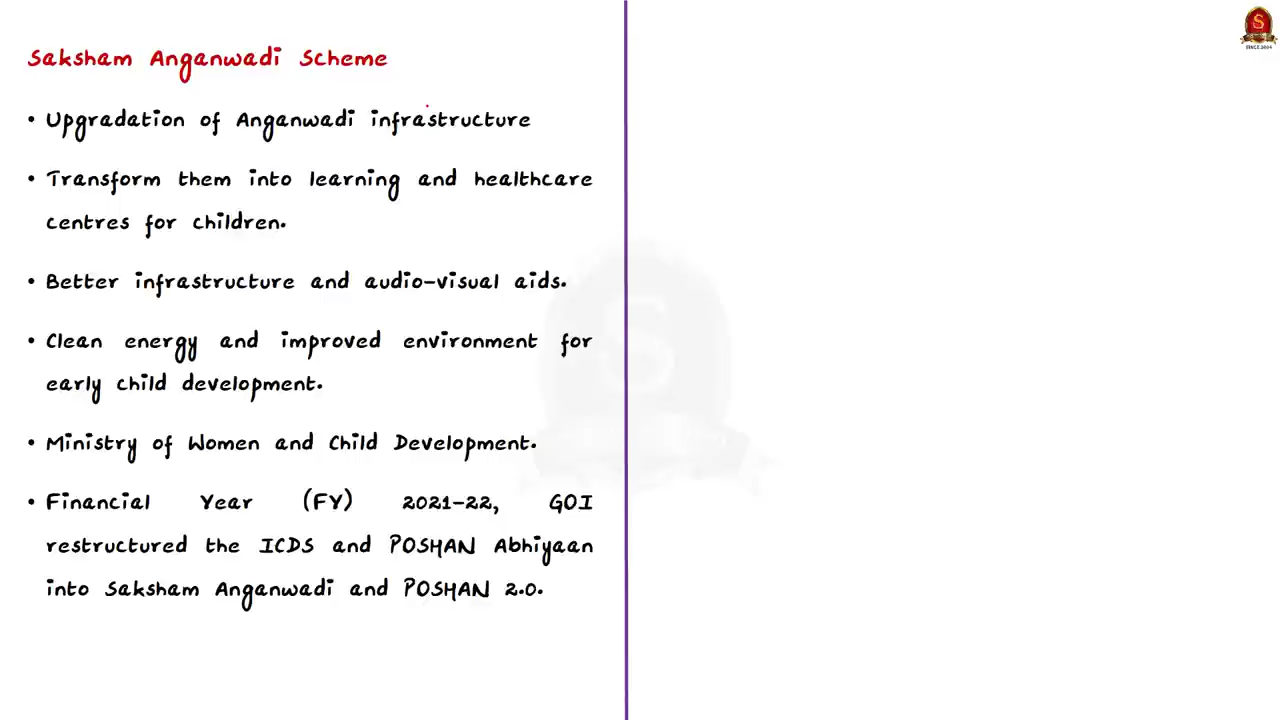 Saksham Anganwadi Scheme
• Upgradation of Anganwadi infrastructure
• Transform them into learning and healthcare
centres for children.
• Better infrastructure and audio-visual aids.
• Clean energy and improved environment for
early child development.
• Ministry of Women and Child Development.
• Financial Year (FY) 2021-22, GOI
restructured the ICDS and POSHAN Abhiyaan
into Saksham Anganwadi and POSHAN 2.0.
S
SINCE 2004